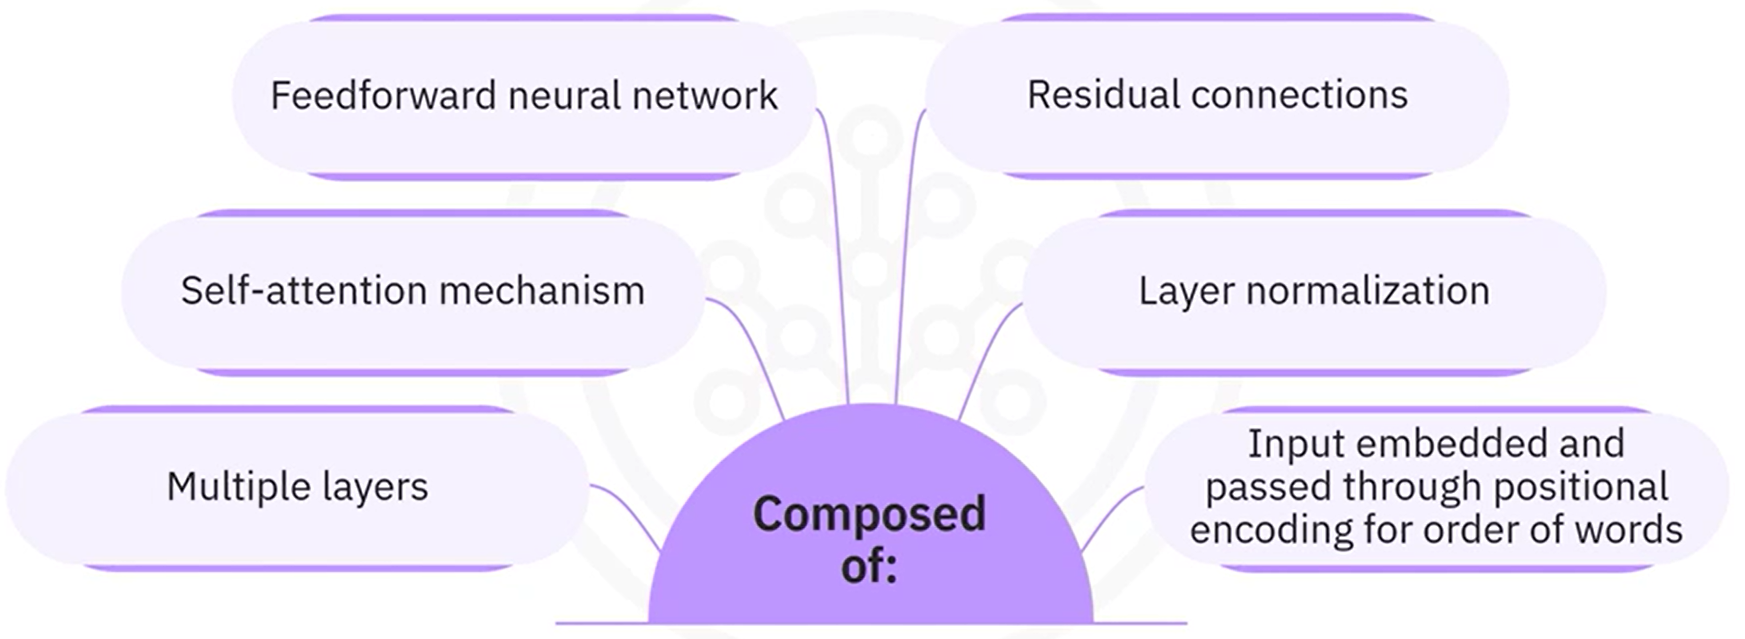 Feedforward neural network
Residual connections
Self-attention mechanism
Layer normalization
Multiple layers
Input embedded and
passed through positional
encoding for order of words
Composed
of: